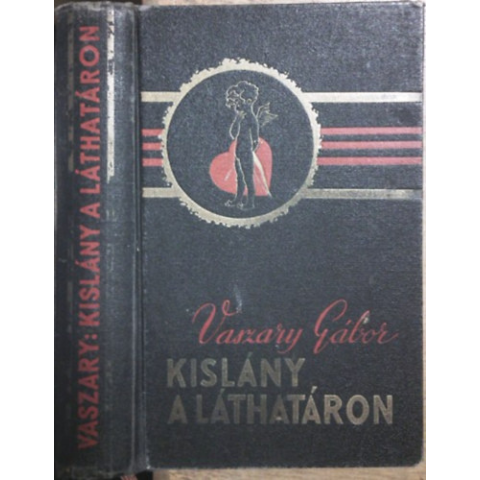 VASZARY: KISLÁNY A LÁTHATÁRON
Vaszary Gábor
KISLÁNY
A LÁTHATÁRON